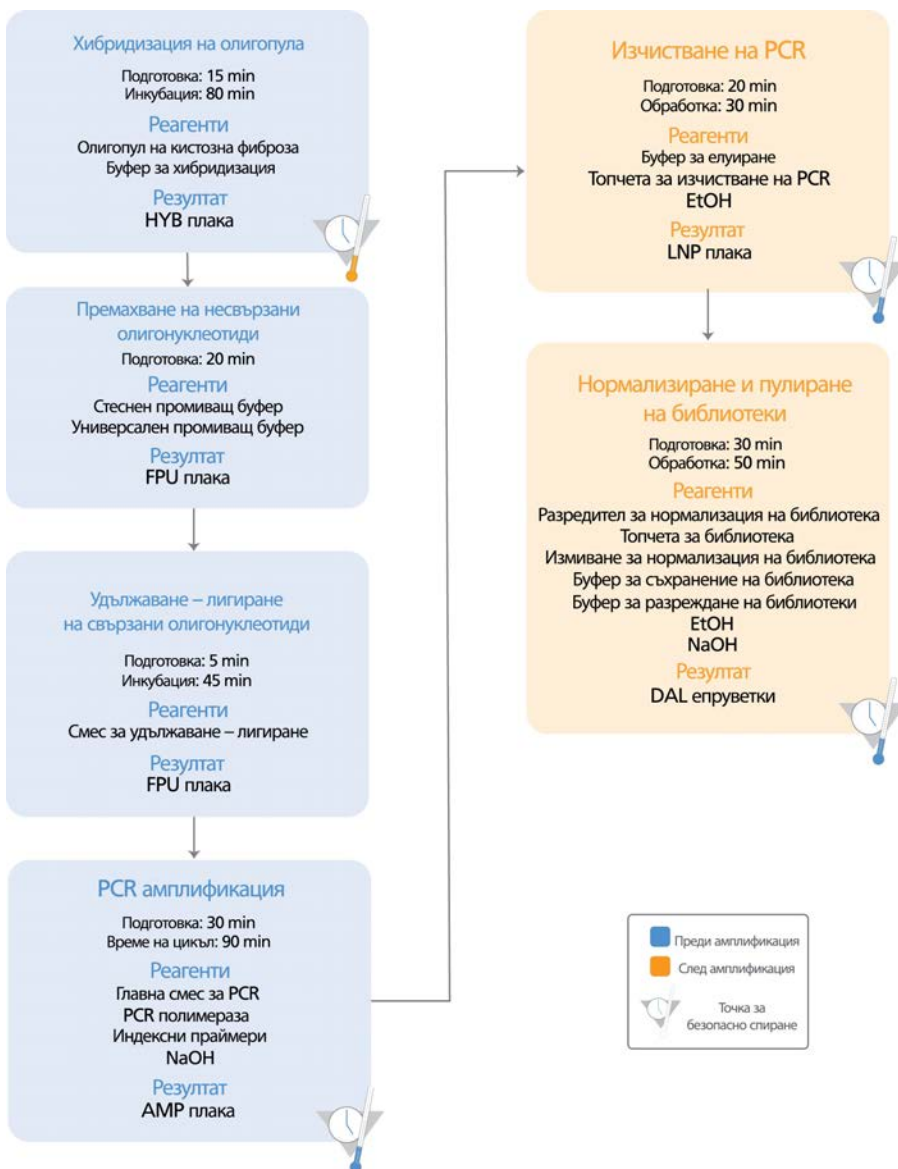 Хибридизация на олигопула
Подготовка: 15 min
Инкубация: 80 min
Реагенти
Олигопул на кистозна фиброза
Буфер за хибридизация
Резултат
HYB плака
Премахване на несвързани
олигонуклеотиди
Подготовка: 20 min
Реагенти
Стеснен промиващ буфер
Универсален промиващ буфер
Резултат
FPU плака
Удължаване – лигиране
на свързани олигонуклеотиди
Подготовка: 5 min
Инкубация: 45 min
Реагенти
Смес за удължаване – лигиране
Резултат
FPU плака
PCR амплификация
Подготовка: 30 min
Време на цикъл: 90 min
Реагенти
Главна смес за PCR
PCR полимераза
Индексни праймери
NaOH
Резултат
AMP плака
Изчистване на PCR
Подготовка: 20 min
Обработка: 30 min
Реагенти
Буфер за елуиране
Топчета за изчистване на PCR
EtOH
Резултат
LNP плака
Нормализиране и пулиране
на библиотеки
Подготовка: 30 min
Обработка: 50 min
Реагенти
Разредител за нормализация на библиотека
Топчета за библиотека
Измиване за нормализация на библиотека
Буфер за съхранение на библиотека
Буфер за разреждане на библиотеки
EtOH
NaOH
Резултат
DAL епруветки
Преди амплификация
След амплификация
Точка за
безопасно спиране